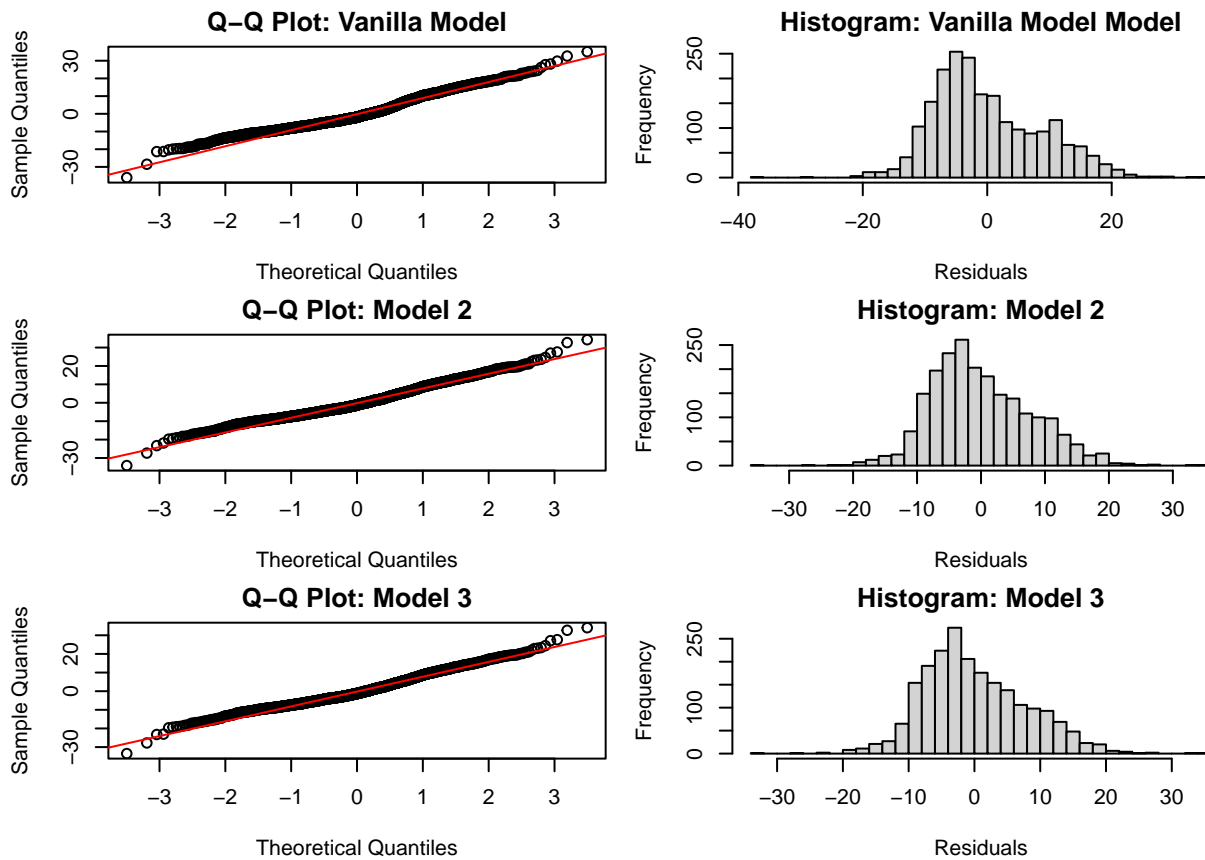 Q−Q Plot: Vanilla Model
Sample Quantiles
−30 0 30
−3 −2 −1 0 1 2 3
Theoretical Quantiles
Histogram: Vanilla Model Model
Frequency
0 100 250
−40 −20 0 20
Residuals
Q−Q Plot: Model 2
Sample Quantiles
−30 0 20
−3 −2 −1 0 1 2 3
Theoretical Quantiles
Histogram: Model 2
Frequency
0 100 250
−30 −20 −10 0 10 20 30
Residuals
Q−Q Plot: Model 3
Sample Quantiles
−30 0 20
−3 −2 −1 0 1 2 3
Theoretical Quantiles
Histogram: Model 3
Frequency
0 100 250
−30 −20 −10 0 10 20 30
Residuals